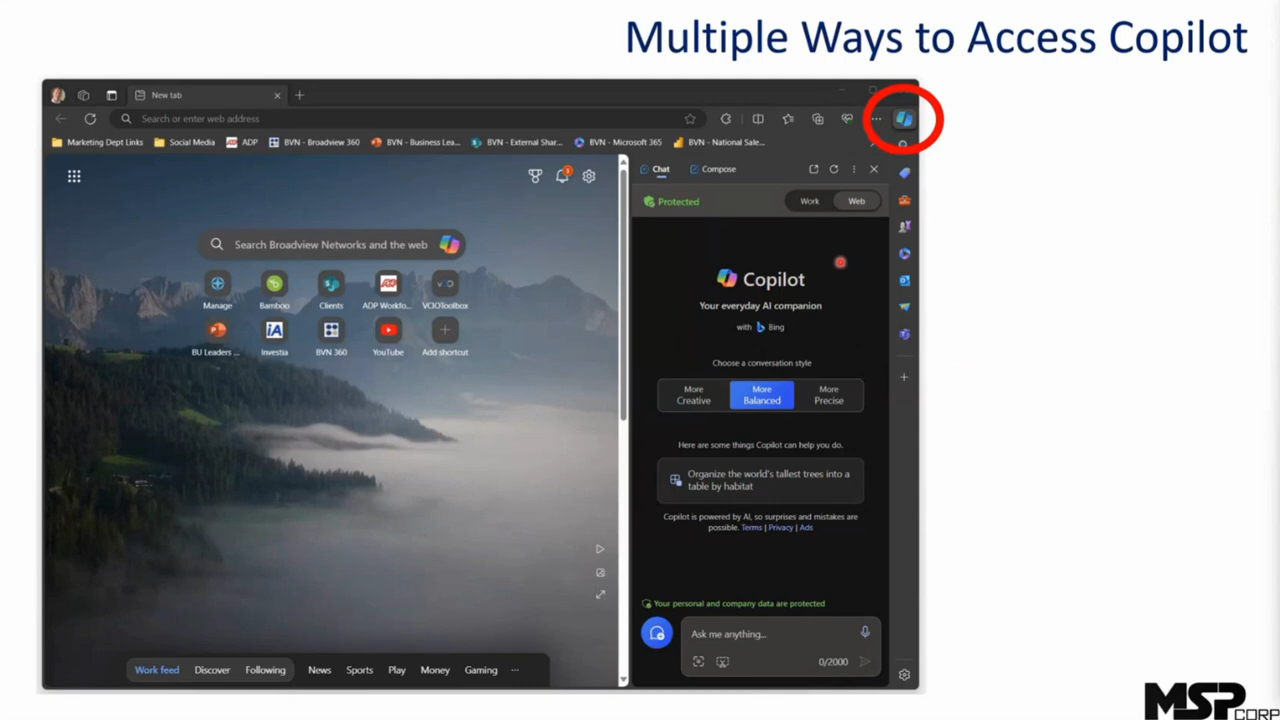 Multiple Ways to Access Copilot
New tab
Search or enter web address
Marketing Dept Links
Social Media
ADP
BVN - Broadview 360
BVN - Business Lea...
BVN - External Shar...
BVN - Microsoft 365
BVN - National Sale...
Chat
Compose
Protected
Work
Web
Search Broadview Networks and the web
Manage
Bamboo
Clients
ADP Workfo...
VCIOToolbox
BU Leaders ...
Investia
BVN 360
YouTube
Add shortcut
Copilot
Your everyday AI companion
with Bing
Choose a conversation style
More
Creative
More
Balanced
More
Precise
Here are some things Copilot can help you do.
Organize the world's tallest trees into a
table by habitat
Copilot is powered by AI, so surprises and mistakes are
possible. Terms | Privacy | Ads
Your personal and company data are protected
Ask me anything...
0/2000
Work feed
Discover
Following
News
Sports
Play
Money
Gaming
MSP
CORP